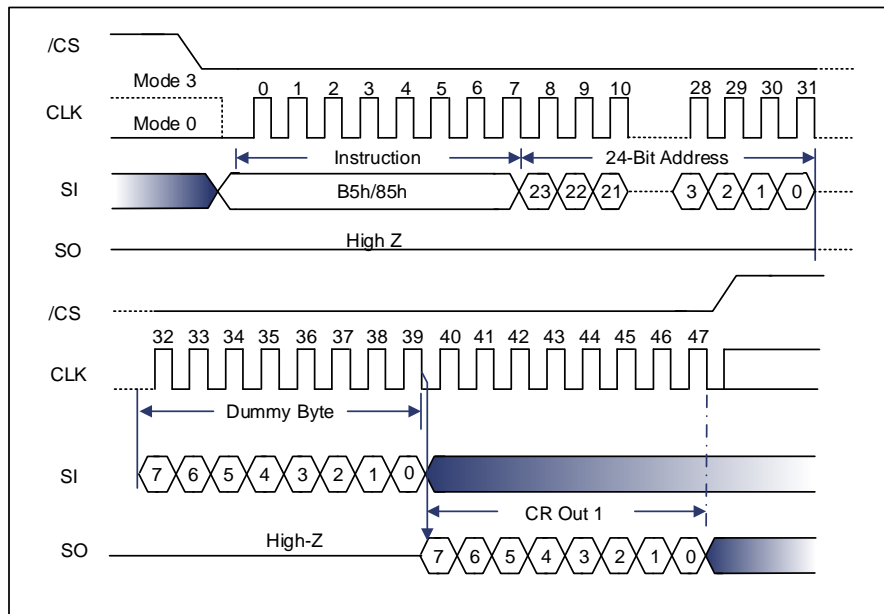 /CS
Mode 3
0 1 2 3 4 5 6 7 8 9 10 28 29 30 31
CLK
Mode 0
Instruction 24-Bit Address
SI B5h/85h 23 22 21 3 2 1 0
High Z
SO
/CS
32 33 34 35 36 37 38 39 40 41 42 43 44 45 46 47
CLK
Dummy Byte
SI 7 6 5 4 3 2 1 0
CR Out 1
High-Z
SO 7 6 5 4 3 2 1 0